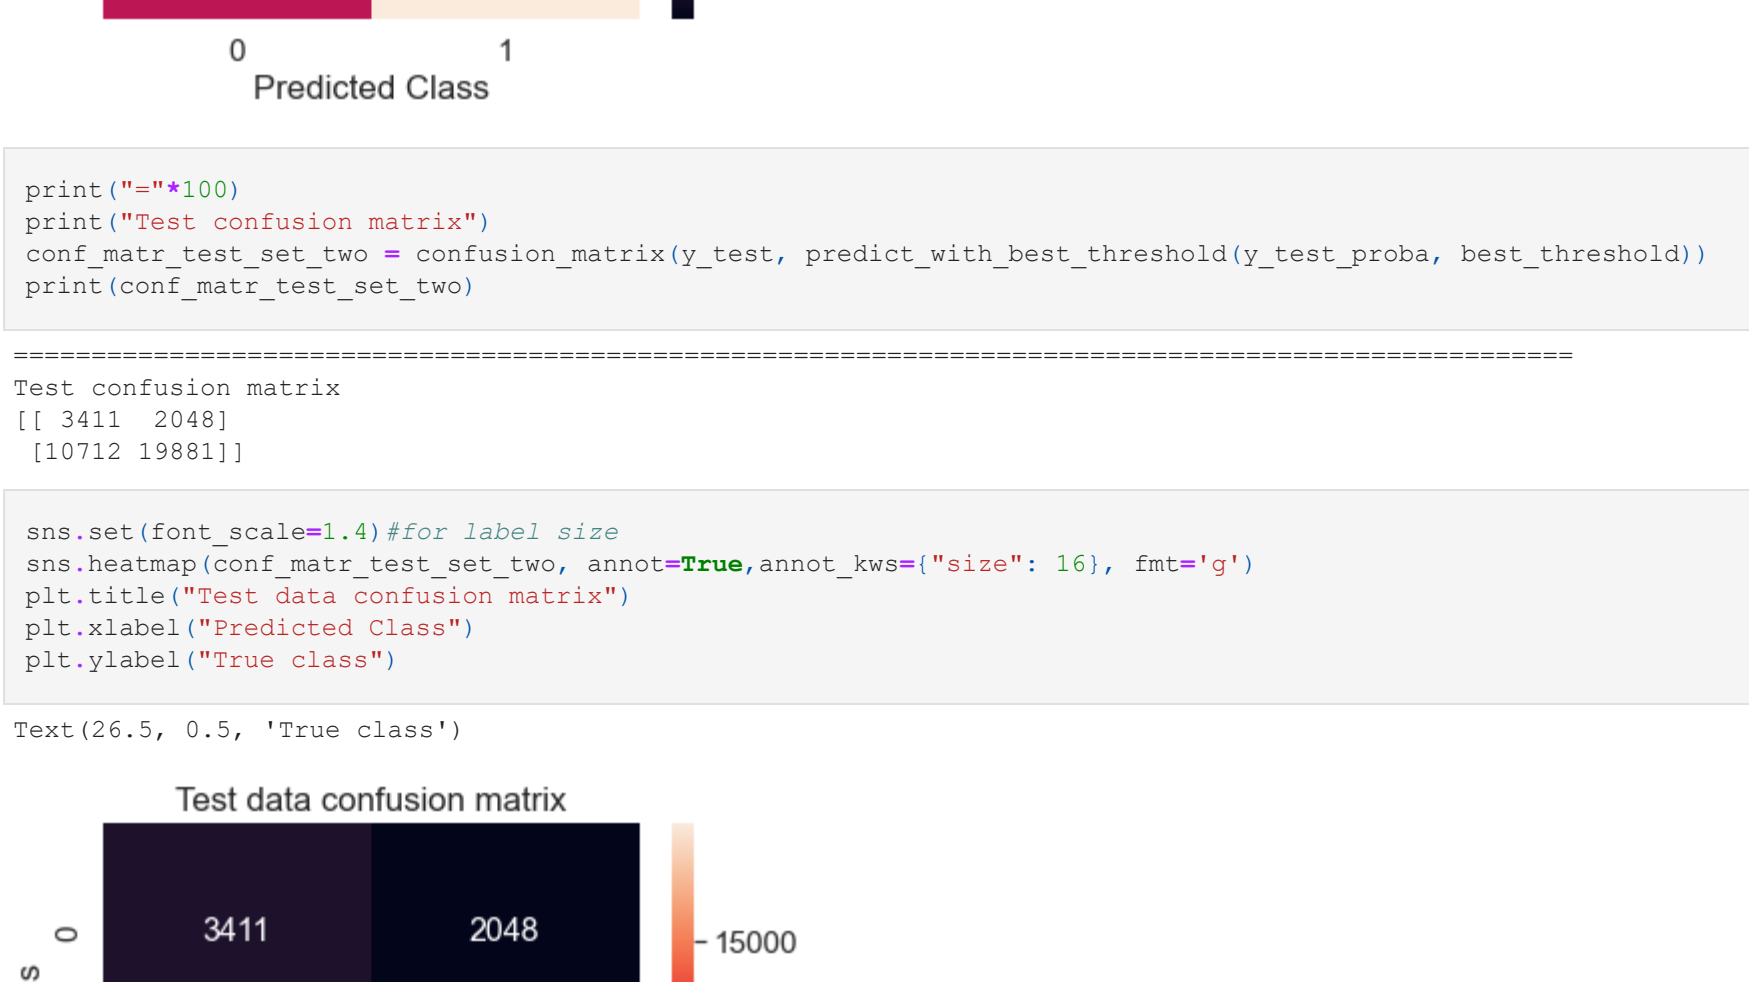 0 1
Predicted Class
print("="*100)
print("Test confusion matrix")
conf_matr_test_set_two = confusion_matrix(y_test, predict_with_best_threshold(y_test_proba, best_threshold))
print(conf_matr_test_set_two)
====================================================================================================
Test confusion matrix
[[ 3411  2048]
 [10712 19881]]
sns.set(font_scale=1.4)#for label size
sns.heatmap(conf_matr_test_set_two, annot=True,annot_kws={"size": 16}, fmt='g')
plt.title("Test data confusion matrix")
plt.xlabel("Predicted Class")
plt.ylabel("True class")
Text(26.5, 0.5, 'True class')
Test data confusion matrix
0 3411 2048
15000
s